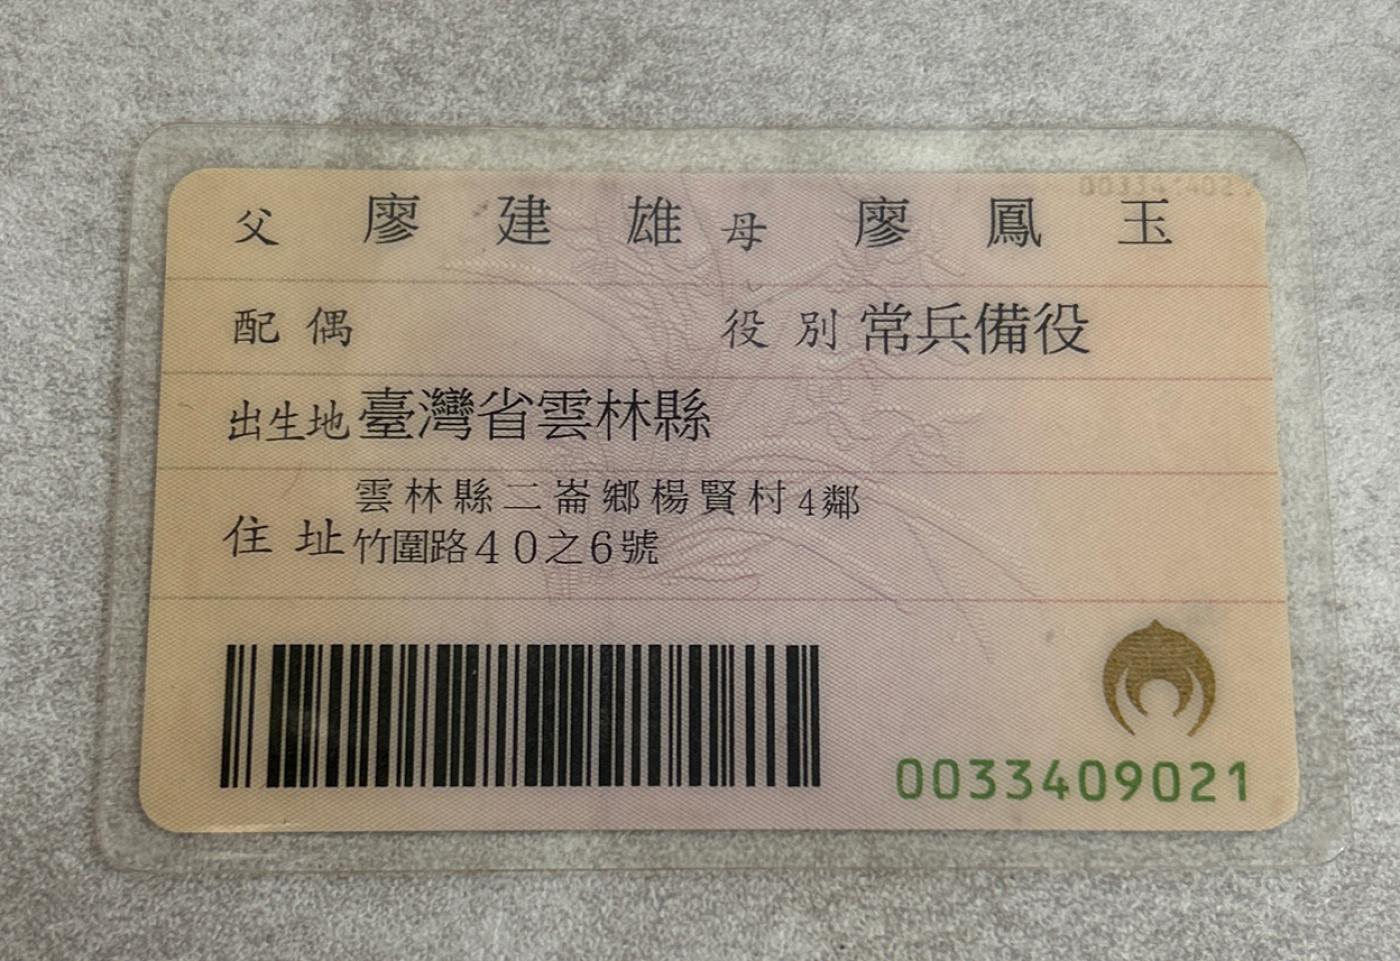 父 廖建雄 母 廖鳳玉
配偶 役別 常兵備役
出生地 臺灣省雲林縣
住址 雲林縣二崙鄉楊賢村4鄰
竹圍路40之6號
0033409021